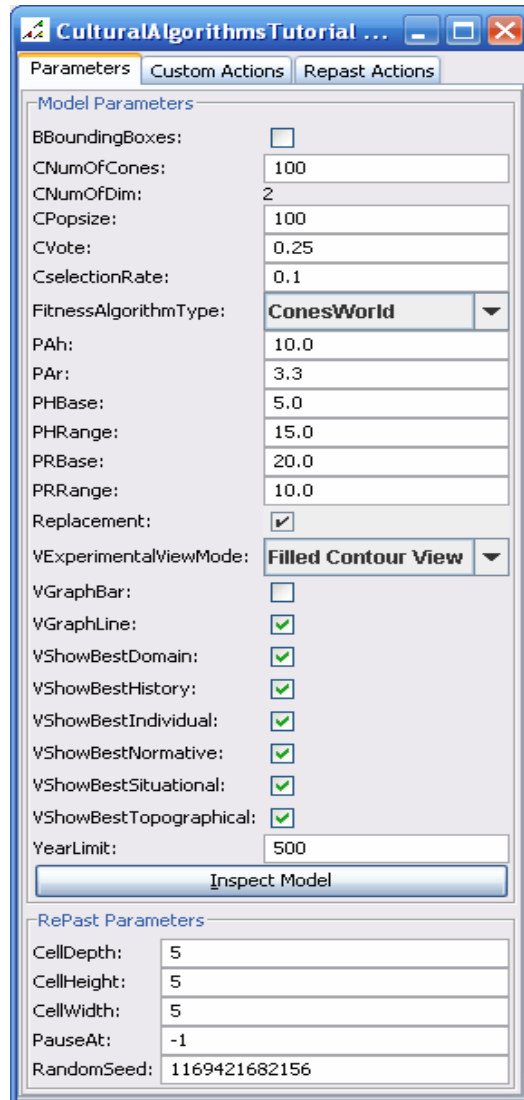 CulturalAlgorithmsTutorial ...
Parameters Custom Actions Repast Actions
Model Parameters
BBoundingBoxes:
CNumOfCones: 100
CNumOfDim: 2
CPopsize: 100
CVote: 0.25
CselectionRate: 0.1
FitnessAlgorithmType: ConesWorld
PAh: 10.0
PAr: 3.3
PHBase: 5.0
PHRange: 15.0
PRBase: 20.0
PRRange: 10.0
Replacement:
VExperimentalViewMode: Filled Contour View
VGraphBar:
VGraphLine:
VShowBestDomain:
VShowBestHistory:
VShowBestIndividual:
VShowBestNormative:
VShowBestSituational:
VShowBestTopographical:
YearLimit: 500
Inspect Model
RePast Parameters
CellDepth: 5
CellHeight: 5
CellWidth: 5
PauseAt: -1
RandomSeed: 1169421682156